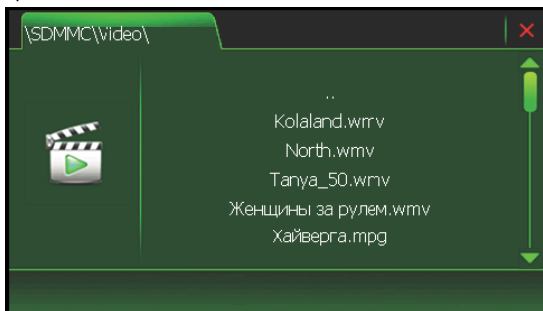 \SDMMC\video\
..
Kolaland.wmv
North.wmv
Tanya_50.wmv
Женщины за рулем.wmv
Хайверга.mpg